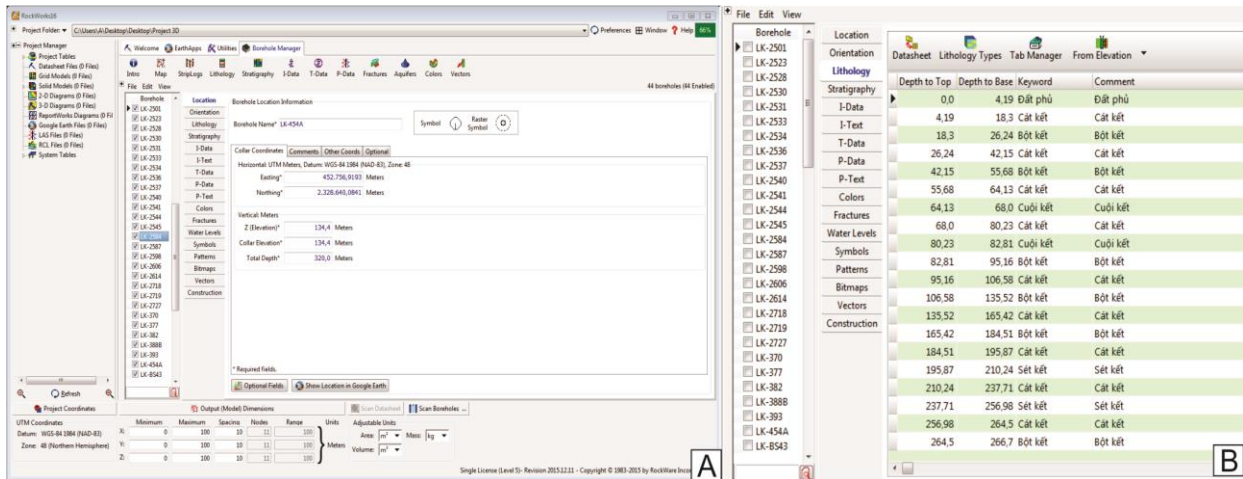 RockWorks16
Project Folder: C:\Users\A\Desktop\Desktop\Project 3D
Preferences Window Help 66%
Project Manager
Project Tables
Datasheet Files (0 Files)
Grid Models (0 Files)
Solid Models (0 Files)
2-D Diagrams (0 Files)
3-D Diagrams (0 Files)
ReportWorks Diagrams (0 Fil
Google Earth Files (0 Files)
LAS Files (0 Files)
RCL Files (0 Files)
System Tables
Refresh
Welcome EarthApps Utilities Borehole Manager
Intro Map StripLogs Lithology Stratigraphy I-Data T-Data P-Data Fractures Aquifers Colors Vectors
File Edit View
44 boreholes (44 Enabled)
Borehole
LK-2501
LK-2523
LK-2528
LK-2530
LK-2531
LK-2533
LK-2534
LK-2536
LK-2537
LK-2540
LK-2541
LK-2544
LK-2545
LK-2584
LK-2587
LK-2598
LK-2606
LK-2614
LK-2718
LK-2719
LK-2727
LK-370
LK-377
LK-382
LK-388B
LK-393
LK-454A
LK-BS43
Location
Orientation
Lithology
Stratigraphy
I-Data
I-Text
T-Data
P-Data
P-Text
Colors
Fractures
Water Levels
Symbols
Patterns
Bitmaps
Vectors
Construction
Borehole Location Information
Borehole Name* LK-454A
Symbol Raster Symbol
Collar Coordinates Comments Other Coords Optional
Horizontal: UTM Meters, Datum: WGS-84 1984 (NAD-83), Zone: 48
Easting* 452.756,9193 Meters
Northing* 2.328.640,0841 Meters
Vertical: Meters
Z (Elevation)* 134,4 Meters
Collar Elevation* 134,4 Meters
Total Depth* 320,0 Meters
* Required fields.
Optional Fields Show Location in Google Earth
Project Coordinates
UTM Coordinates
Datum: WGS-84 1984 (NAD-83)
Zone: 48 (Northern Hemisphere)
Output (Model) Dimensions Scan Datasheet Scan Boreholes ...
Minimum Maximum Spacing Nodes Range Units Adjustable Units
X: 0 100 10 11 100
Y: 0 100 10 11 100 Meters
Z: 0 100 10 11 100
Area: m² Mass: kg
Volume: m³
Single License (Level 5)- Revision 2015.12.11 - Copyright © 1983-2015 by RockWare
A
File Edit View
Borehole
LK-2501
LK-2523
LK-2528
LK-2530
LK-2531
LK-2533
LK-2534
LK-2536
LK-2537
LK-2540
LK-2541
LK-2544
LK-2545
LK-2584
LK-2587
LK-2598
LK-2606
LK-2614
LK-2718
LK-2719
LK-2727
LK-370
LK-377
LK-382
LK-388B
LK-393
LK-454A
LK-BS43
Location
Orientation
Lithology
Stratigraphy
I-Data
I-Text
T-Data
P-Data
P-Text
Colors
Fractures
Water Levels
Symbols
Patterns
Bitmaps
Vectors
Construction
Datasheet Lithology Types Tab Manager From Elevation
Depth to Top Depth to Base Keyword Comment
0,0 4,19 Đất phủ Đất phủ
4,19 18,3 Cát kết Cát kết
18,3 26,24 Bột kết Bột kết
26,24 42,15 Cát kết Cát kết
42,15 55,68 Bột kết Bột kết
55,68 64,13 Cát kết Cát kết
64,13 68,0 Cuội kết Cuội kết
68,0 80,23 Cát kết Cát kết
80,23 82,81 Cuội kết Cuội kết
82,81 95,16 Bột kết Bột kết
95,16 106,58 Cát kết Cát kết
106,58 135,52 Bột kết Bột kết
135,52 165,42 Cát kết Cát kết
165,42 184,51 Bột kết Bột kết
184,51 195,87 Cát kết Cát kết
195,87 210,24 Sét kết Sét kết
210,24 237,71 Cát kết Cát kết
237,71 256,98 Sét kết Sét kết
256,98 264,5 Cát kết Cát kết
264,5 266,7 Bột kết Bột kết
B